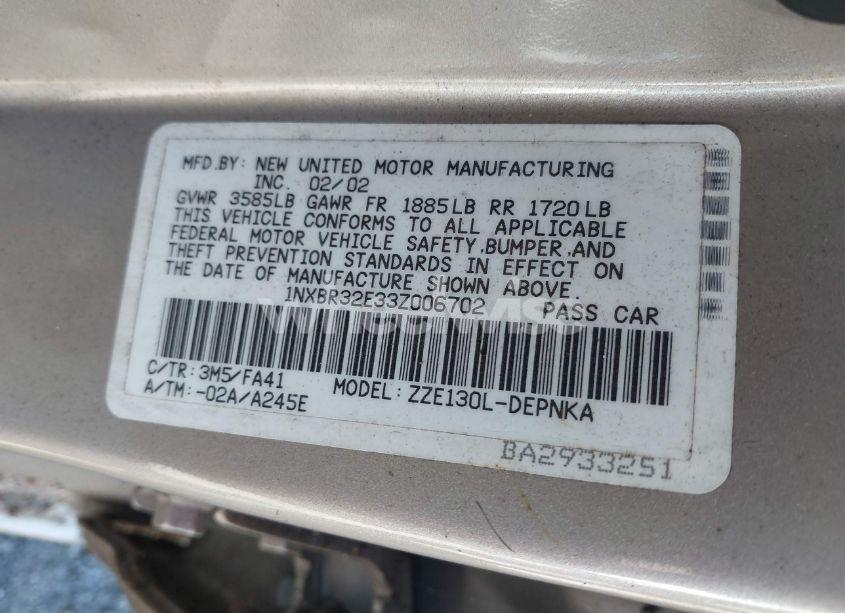 MFD.BY: NEW UNITED MOTOR MANUFACTURING
INC. 02/02
GVWR 3585LB GAWR FR 1885LB RR 1720LB
THIS VEHICLE CONFORMS TO ALL APPLICABLE
FEDERAL MOTOR VEHICLE SAFETY,BUMPER,AND
THEFT PREVENTION STANDARDS IN EFFECT ON
THE DATE OF MANUFACTURE SHOWN ABOVE.
1NXBR32E33Z006702 PASS CAR
C/TR:3M5/FA41 MODEL: ZZE130L-DEPNKA
A/TM:-02A/A245E
BA2933251